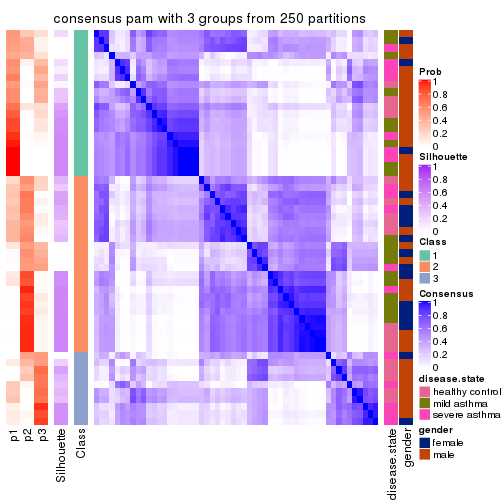 consensus pam with 3 groups from 250 partitions
Prob
1
0.8
0.6
0.4
0.2
0
Silhouette
1
0.8
0.6
0.4
0.2
0
Class
1
2
3
Consensus
1
0.8
0.6
0.4
0.2
0
disease.state
healthy control
mild asthma
severe asthma
gender
female
male
p1
p2
p3
Silhouette
Class
disease.state
gender